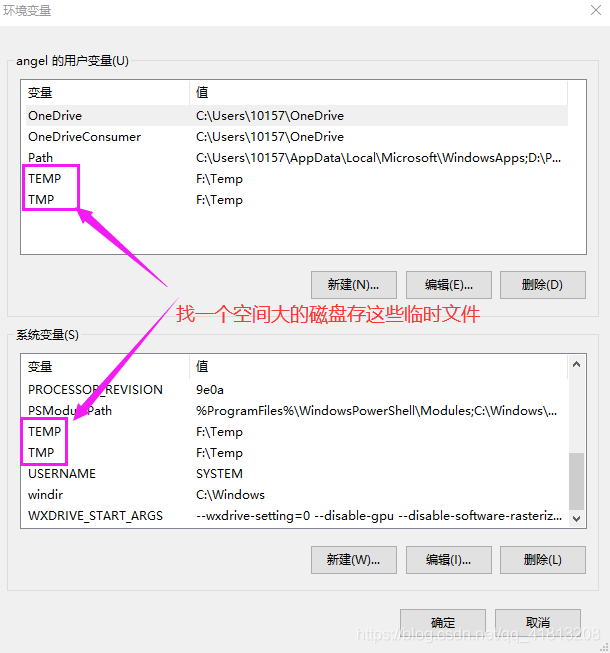 环境变量
angel 的用户变量(U)
变量 值
OneDrive C:\Users\10157\OneDrive
OneDriveConsumer C:\Users\10157\OneDrive
Path C:\Users\10157\AppData\Local\Microsoft\WindowsApps;D:\P...
TEMP F:\Temp
TMP F:\Temp
新建(N)... 编辑(E)... 删除(D)
找一个空间大的磁盘存这些临时文件
系统变量(S)
变量 值
PROCESSOR_REVISION 9e0a
PSModulePath %ProgramFiles%\WindowsPowerShell\Modules;C:\Windows\...
TEMP F:\Temp
TMP F:\Temp
USERNAME SYSTEM
windir C:\Windows
WXDRIVE_START_ARGS --wxdrive-setting=0 --disable-gpu --disable-software-rasteriz...
新建(W)... 编辑(I)... 删除(L)
确定 取消
https://blog.csdn.net/qq_41813208